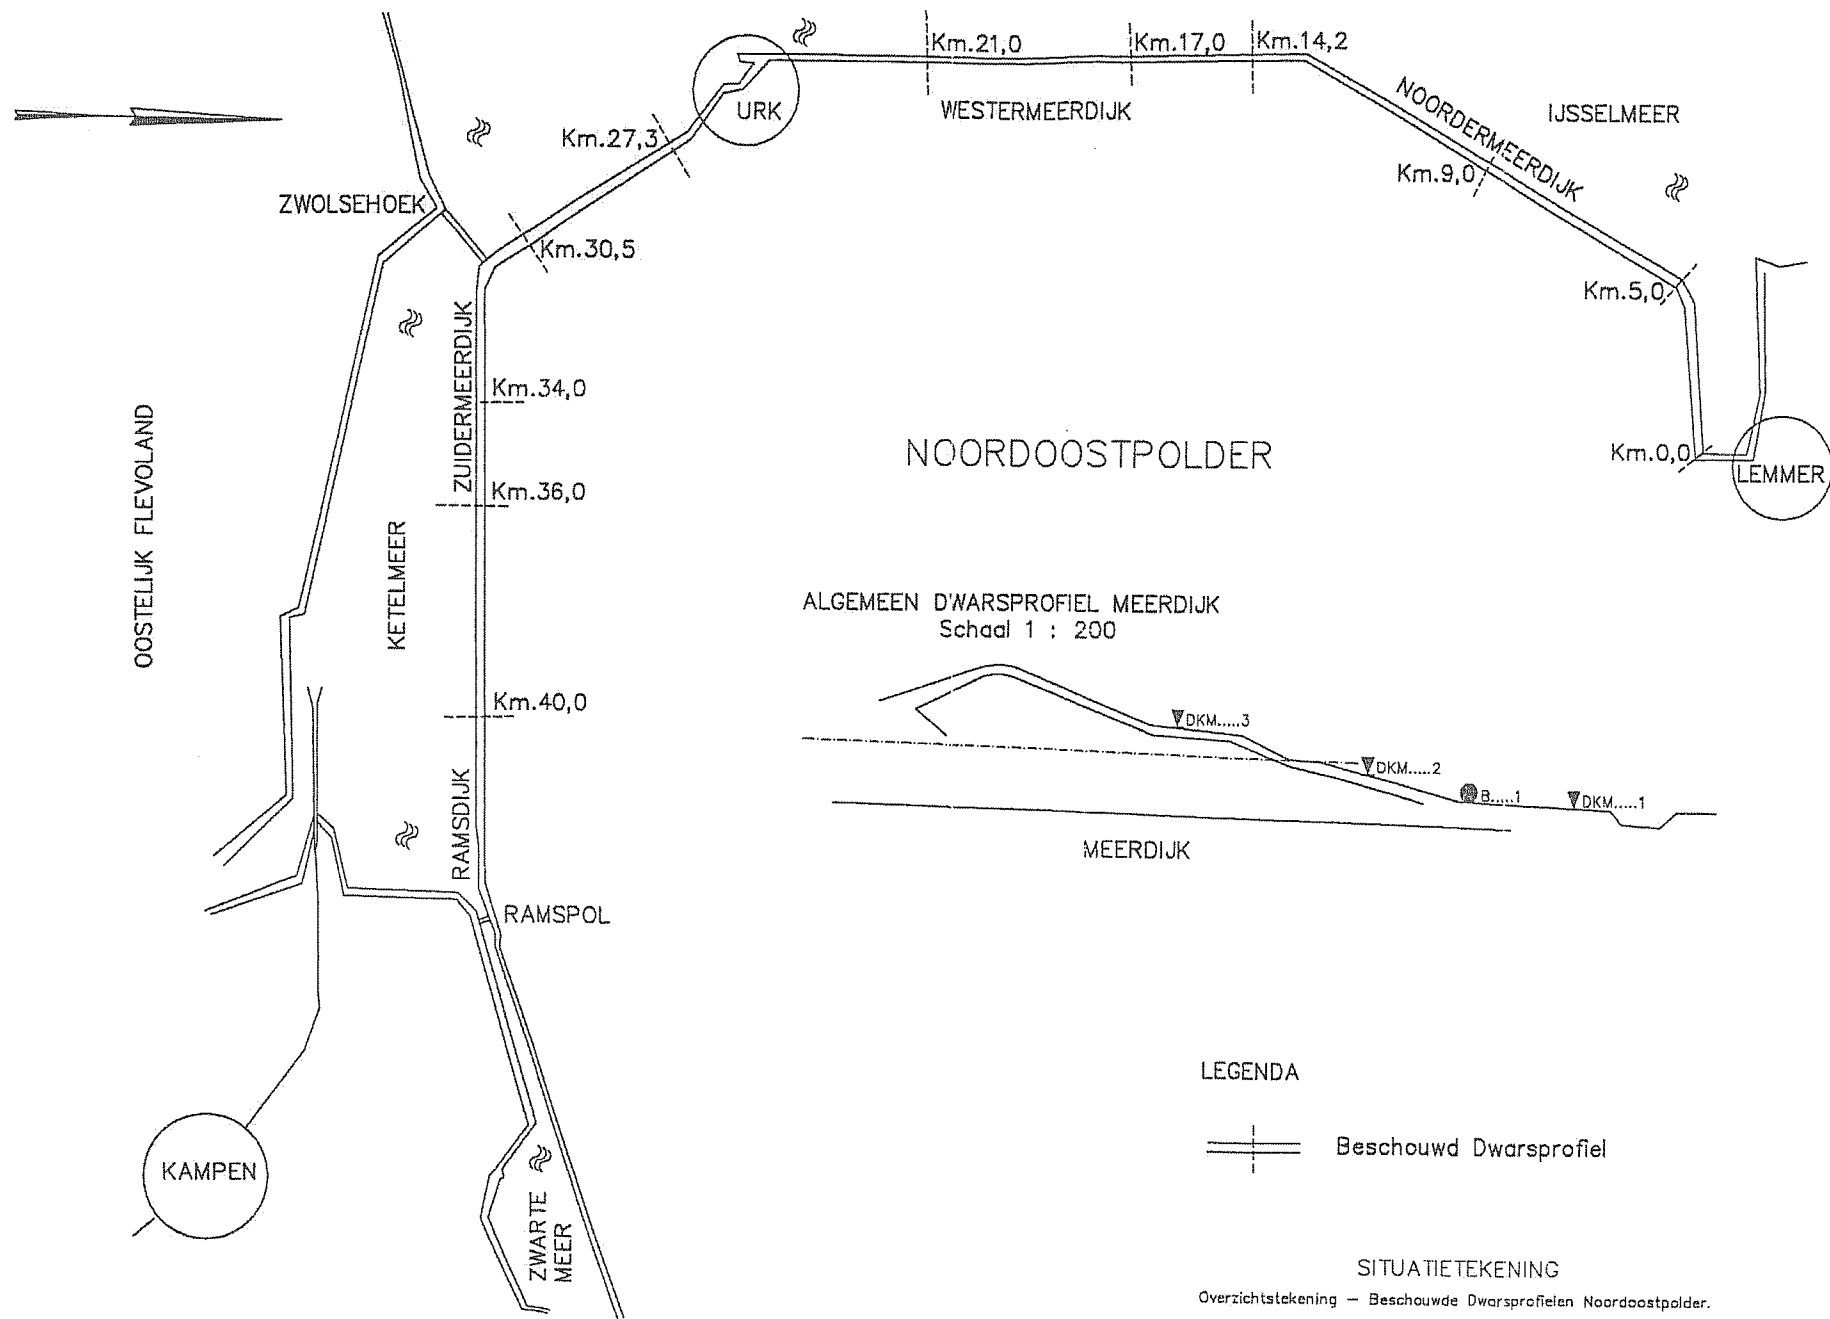 Km.21,0
Km.17,0
Km.14,2
URK
WESTERMEERDIJK
NOORDERMEERDIJK
IJSSELMEER
Km.27,3
Km.9,0
ZWOLSEHOEK
Km.30,5
Km.5,0
ZUIDERMEERDIJK
Km.34,0
OOSTELIJK FLEVOLAND
NOORDOOSTPOLDER
Km.0,0
LEMMER
Km.36,0
KETELMEER
ALGEMEEN DWARSPROFIEL MEERDIJK
Schaal 1 : 200
Km.40,0
DKM.....3
DKM.....2
B.....1
DKM.....1
RAMSDIJK
MEERDIJK
RAMSPOL
LEGENDA
Beschouwd Dwarsprofiel
KAMPEN
ZWARTE
MEER
SITUATIETEKENING
Overzichtstekening – Beschouwde Dwarsprofielen Noordoostpolder.